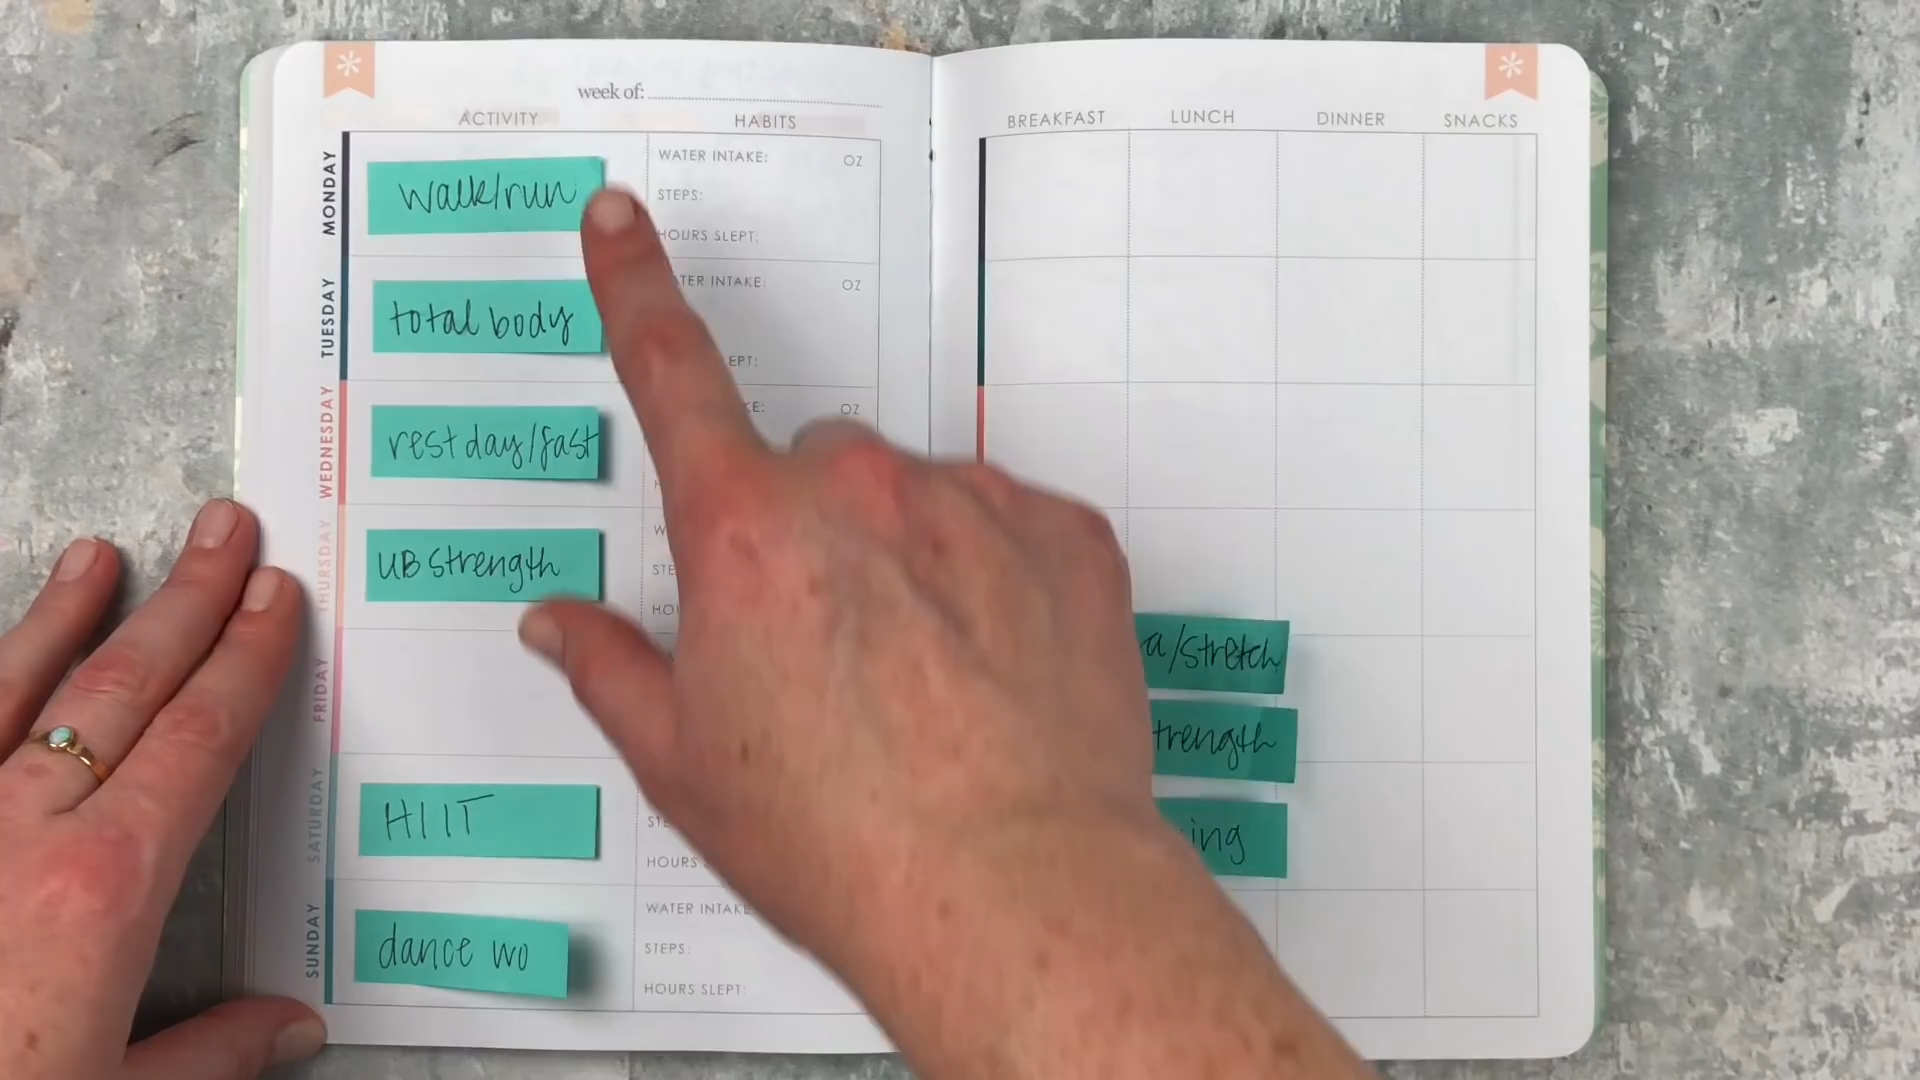 week of:
ACTIVITY HABITS
BREAKFAST LUNCH DINNER SNACKS
MONDAY
walk/run
WATER INTAKE: OZ
STEPS:
HOURS SLEPT:
TUESDAY
total body
INTAKE: OZ
WEDNESDAY
rest day/fast
OZ
THURSDAY
UB strength
FRIDAY
/stretch
SATURDAY
HIIT
HOURS
SUNDAY
dance wo
WATER INTAKE
STEPS:
HOURS SLEPT: